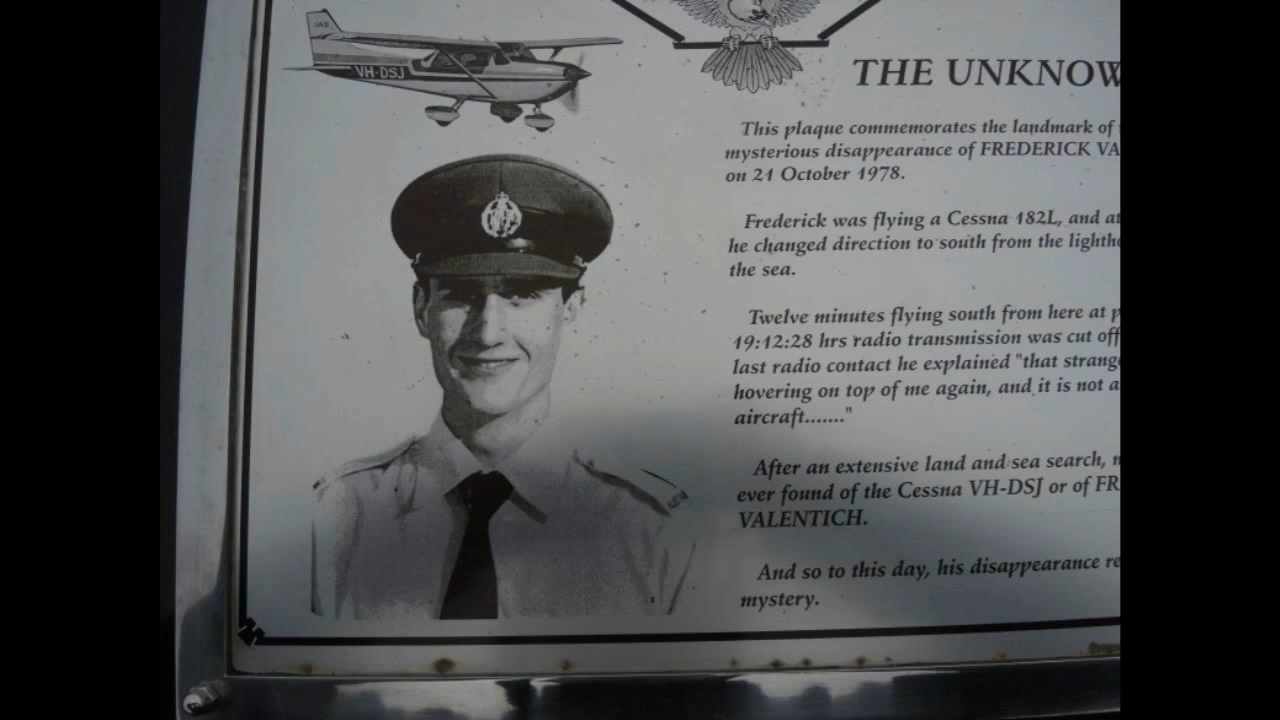 JAS
VH-DSJ
THE UNKNOW
This plaque commemorates the landmark of
mysterious disappearance of FREDERICK VA
on 21 October 1978.
Frederick was flying a Cessna 182L, and at
he changed direction to south from the lighth
the sea.
Twelve minutes flying south from here at p
19:12:28 hrs radio transmission was cut off
last radio contact he explained "that strang
hovering on top of me again, and it is not a
aircraft......."
After an extensive land and sea search, n
ever found of the Cessna VH-DSJ or of FR
VALENTICH.
And so to this day, his disappearance re
mystery.